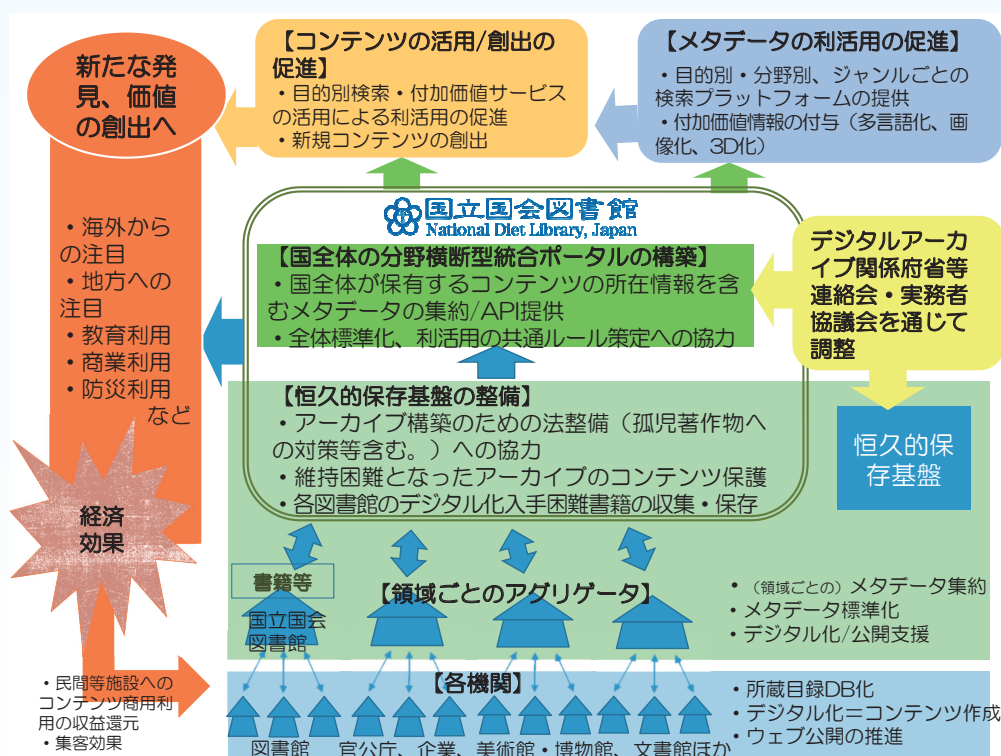 新たな発
見、価値
の創出へ
【コンテンツの活用/創出の
促進】
・目的別検索・付加価値サービス
の活用による利活用の促進
・新規コンテンツの創出
【メタデータの利活用の促進】
・目的別・分野別、ジャンルごとの
検索プラットフォームの提供
・付加価値情報の付与（多言語化、画
像化、3D化）
国立国会図書館
National Diet Library, Japan
【国全体の分野横断型統合ポータルの構築】
・国全体が保有するコンテンツの所在情報を含
むメタデータの集約/API提供
・全体標準化、利活用の共通ルール策定への協力
デジタルアーカ
イブ関係府省等
連絡会・実務者
協議会を通じて
調整
・海外から
の注目
・地方への
注目
・教育利用
・商業利用
・防災利用
など
【恒久的保存基盤の整備】
・アーカイブ構築のための法整備（孤児著作物へ
の対策等含む。）への協力
・維持困難となったアーカイブのコンテンツ保護
・各図書館のデジタル化入手困難書籍の収集・保存
恒久的保
存基盤
経済
効果
書籍等
国立国会
図書館
【領域ごとのアグリゲータ】
・（領域ごとの）メタデータ集約
・メタデータ標準化
・デジタル化/公開支援
・民間等施設への
コンテンツ商用利
用の収益還元
・集客効果
【各機関】
図書館
官公庁、企業、美術館・博物館、文書館ほか
・所蔵目録DB化
・デジタル化＝コンテンツ作成
・ウェブ公開の推進